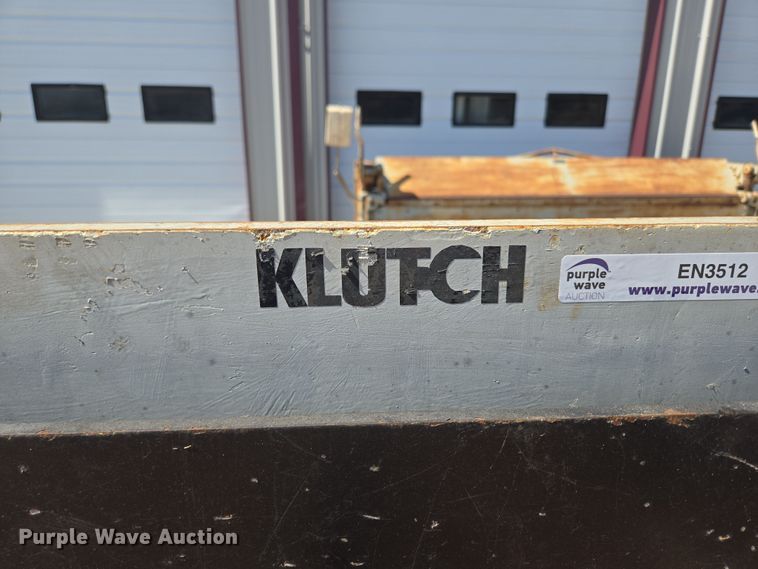 KLUTCH
purple
wave
AUCTION
EN3512
www.purplewave.
Purple Wave Auction